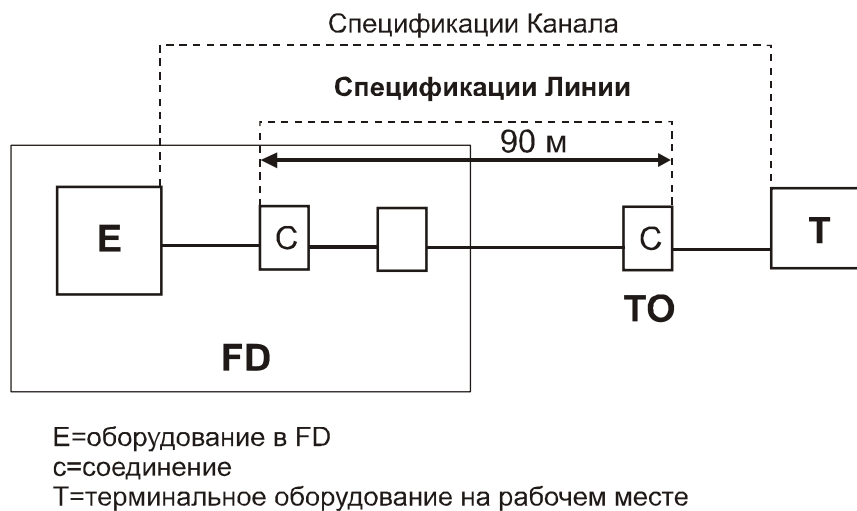 Спецификации Канала
Спецификации Линии
90 м
E
C
C
T
TO
FD
E=оборудование в FD
c=соединение
T=терминальное оборудование на рабочем месте